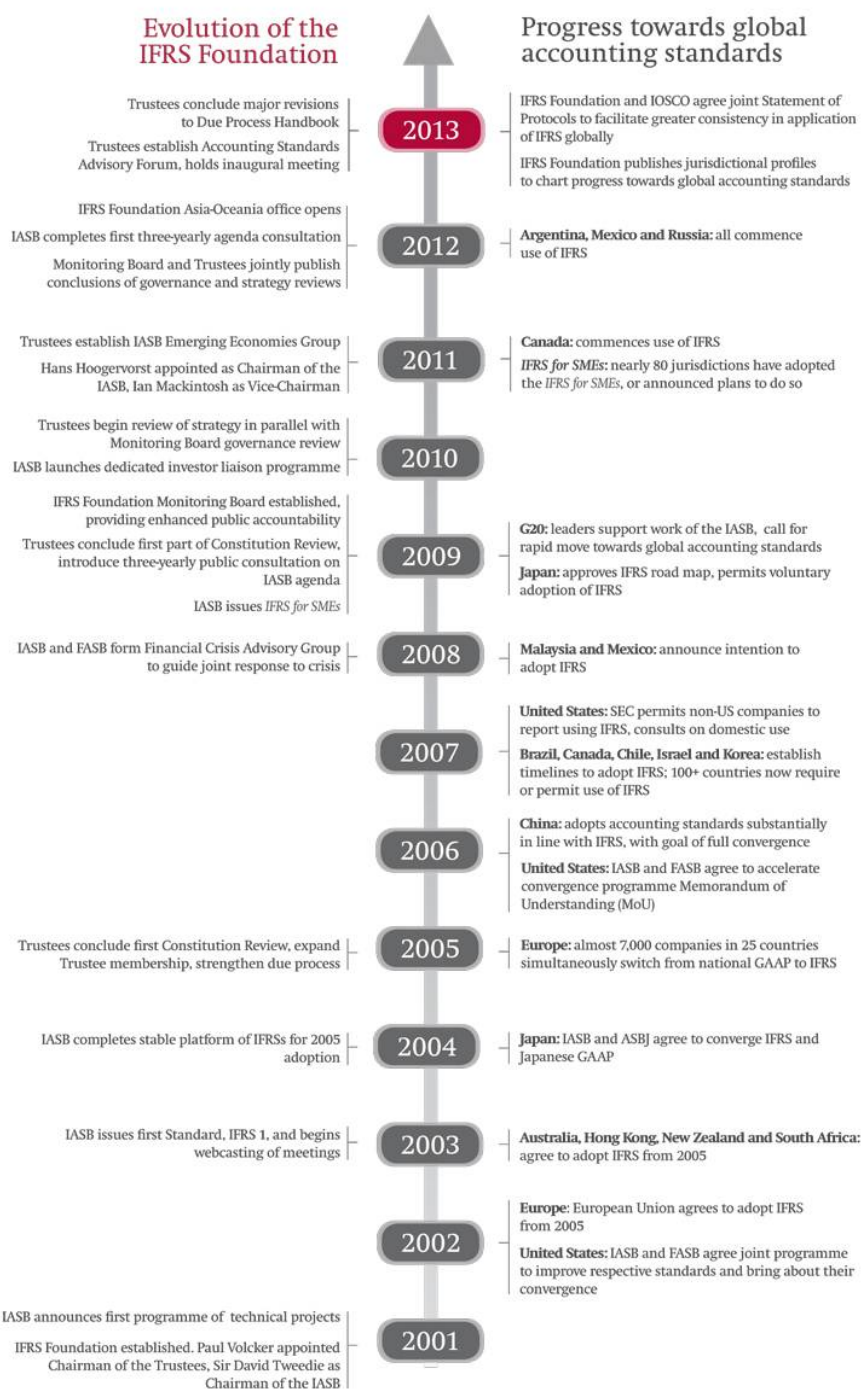 Evolution of the
IFRS Foundation
Progress towards global
accounting standards
Trustees conclude major revisions
to Due Process Handbook
Trustees establish Accounting Standards
Advisory Forum, holds inaugural meeting
2013
IFRS Foundation and IOSCO agree joint Statement of
Protocols to facilitate greater consistency in application
of IFRS globally
IFRS Foundation publishes jurisdictional profiles
to chart progress towards global accounting standards
IFRS Foundation Asia-Oceania office opens
IASB completes first three-yearly agenda consultation
Monitoring Board and Trustees jointly publish
conclusions of governance and strategy reviews
2012
Argentina, Mexico and Russia: all commence
use of IFRS
Trustees establish IASB Emerging Economies Group
Hans Hoogervorst appointed as Chairman of the
IASB, Ian Mackintosh as Vice-Chairman
2011
Canada: commences use of IFRS
IFRS for SMEs: nearly 80 jurisdictions have adopted
the IFRS for SMEs, or announced plans to do so
Trustees begin review of strategy in parallel with
Monitoring Board governance review
IASB launches dedicated investor liaison programme
2010
IFRS Foundation Monitoring Board established,
providing enhanced public accountability
Trustees conclude first part of Constitution Review,
introduce three-yearly public consultation on
IASB agenda
IASB issues IFRS for SMEs
2009
G20: leaders support work of the IASB, call for
rapid move towards global accounting standards
Japan: approves IFRS road map, permits voluntary
adoption of IFRS
IASB and FASB form Financial Crisis Advisory Group
to guide joint response to crisis
2008
Malaysia and Mexico: announce intention to
adopt IFRS
2007
United States: SEC permits non-US companies to
report using IFRS, consults on domestic use
Brazil, Canada, Chile, Israel and Korea: establish
timelines to adopt IFRS; 100+ countries now require
or permit use of IFRS
2006
China: adopts accounting standards substantially
in line with IFRS, with goal of full convergence
United States: IASB and FASB agree to accelerate
convergence programme Memorandum of
Understanding (MoU)
Trustees conclude first Constitution Review, expand
Trustee membership, strengthen due process
2005
Europe: almost 7,000 companies in 25 countries
simultaneously switch from national GAAP to IFRS
IASB completes stable platform of IFRSs for 2005
adoption
2004
Japan: IASB and ASBJ agree to converge IFRS and
Japanese GAAP
IASB issues first Standard, IFRS 1, and begins
webcasting of meetings
2003
Australia, Hong Kong, New Zealand and South Africa:
agree to adopt IFRS from 2005
2002
Europe: European Union agrees to adopt IFRS
from 2005
United States: IASB and FASB agree joint programme
to improve respective standards and bring about their
convergence
IASB announces first programme of technical projects
IFRS Foundation established. Paul Volcker appointed
Chairman of the Trustees, Sir David Tweedie as
Chairman of the IASB
2001